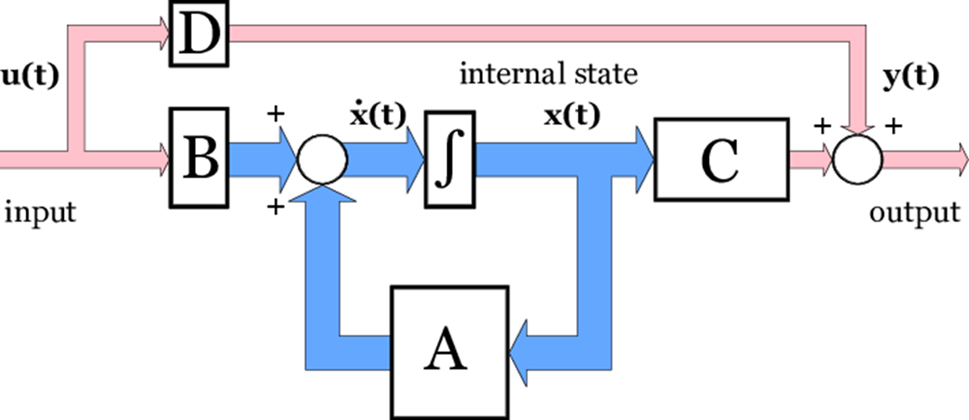 D
u(t)
internal state
y(t)
+
ẋ(t)
x(t)
+
+
B
∫
C
input
+
output
A